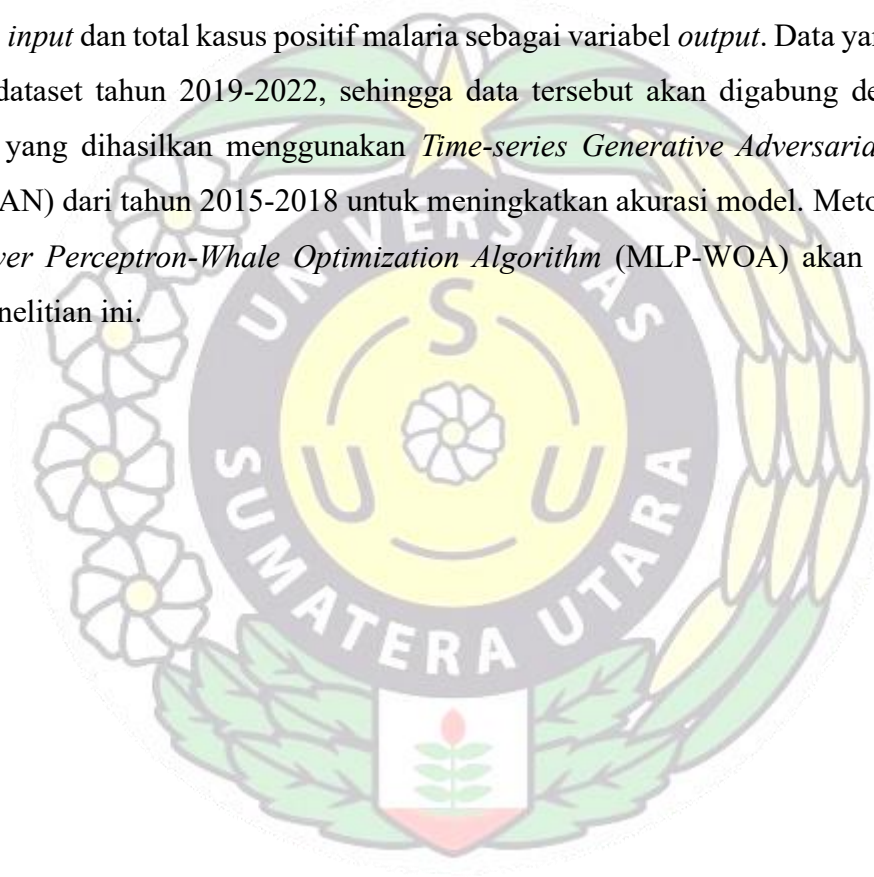 input dan total kasus positif malaria sebagai variabel output. Data yan
dataset tahun 2019-2022, sehingga data tersebut akan digabung de
yang dihasilkan menggunakan Time-series Generative Adversaria
AN) dari tahun 2015-2018 untuk meningkatkan akurasi model. Meto
yer Perceptron-Whale Optimization Algorithm (MLP-WOA) akan
nelitian ini.
UNIVERSITAS
S
U U
SUMATERA UTARA